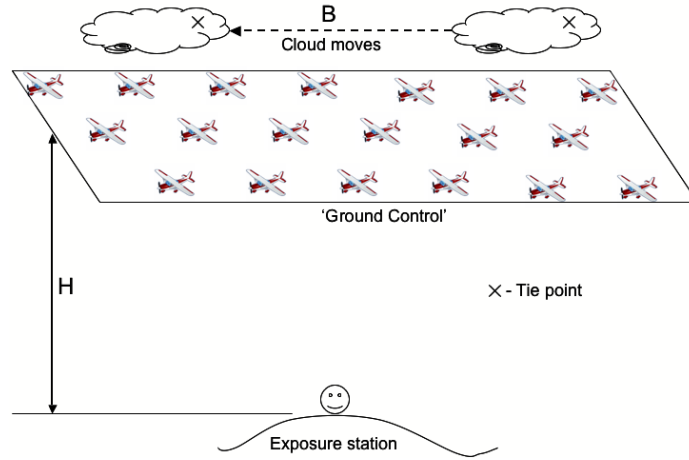 B
Cloud moves
'Ground Control'
H
× - Tie point
Exposure station